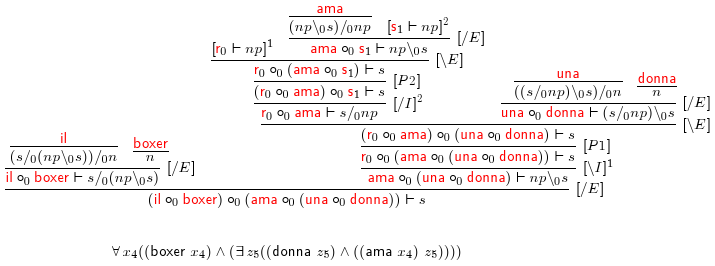 ama
(np\₀s)/₀np [s₁ ⊢ np]²
[r₀ ⊢ np]¹ ama ∘₀ s₁ ⊢ np\₀s [/E]
[\E]
r₀ ∘₀ (ama ∘₀ s₁) ⊢ s [P2]
una donna
(r₀ ∘₀ ama) ∘₀ s₁ ⊢ s [/I]²
((s/₀np)\₀s)/₀n n
r₀ ∘₀ ama ⊢ s/₀np una ∘₀ donna ⊢ (s/₀np)\₀s [/E]
[\E]
il boxer
(r₀ ∘₀ ama) ∘₀ (una ∘₀ donna) ⊢ s [P1]
(s/₀(np\₀s))/₀n n
r₀ ∘₀ (ama ∘₀ (una ∘₀ donna)) ⊢ s [\I]¹
il ∘₀ boxer ⊢ s/₀(np\₀s) [/E] ama ∘₀ (una ∘₀ donna) ⊢ np\₀s [/E]
(il ∘₀ boxer) ∘₀ (ama ∘₀ (una ∘₀ donna)) ⊢ s
∀ x₄((boxer x₄) ∧ (∃ z₅((donna z₅) ∧ ((ama x₄) z₅))))